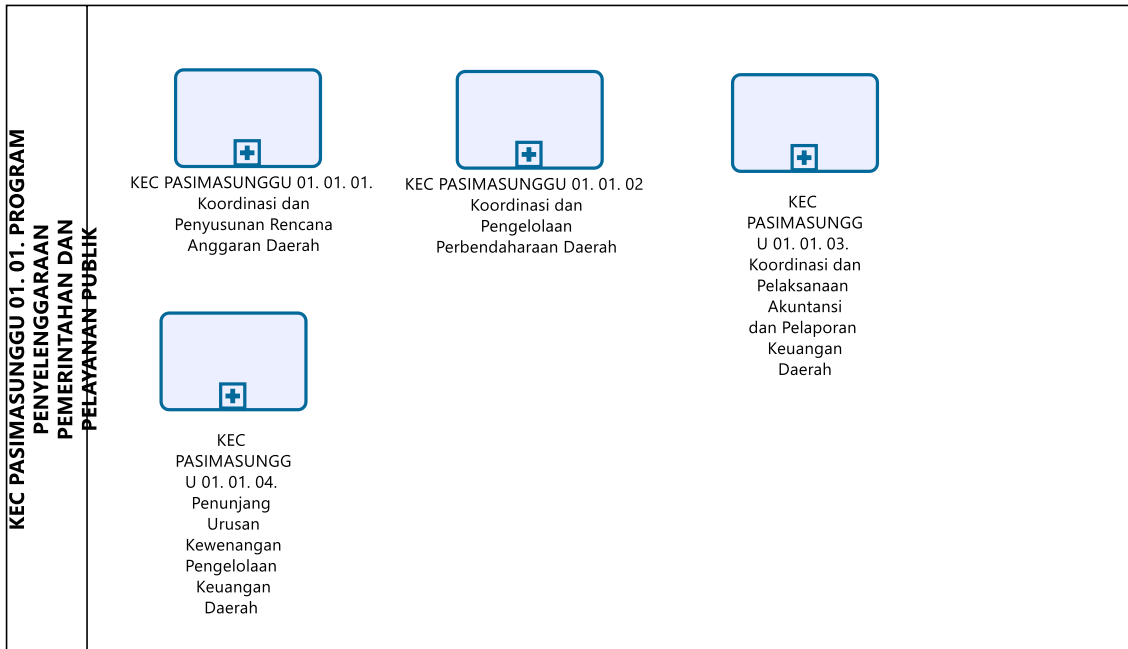 KEC PASIMASUNGGU 01. 01. PROGRAM
PENYELENGGARAAN
PEMERINTAHAN DAN
PELAYANAN PUBLIK
KEC PASIMASUNGGU 01. 01. 01.
Koordinasi dan
Penyusunan Rencana
Anggaran Daerah
KEC PASIMASUNGGU 01. 01. 02
Koordinasi dan
Pengelolaan
Perbendaharaan Daerah
KEC
PASIMASUNGG
U 01. 01. 03.
Koordinasi dan
Pelaksanaan
Akuntansi
dan Pelaporan
Keuangan
Daerah
KEC
PASIMASUNGG
U 01. 01. 04.
Penunjang
Urusan
Kewenangan
Pengelolaan
Keuangan
Daerah